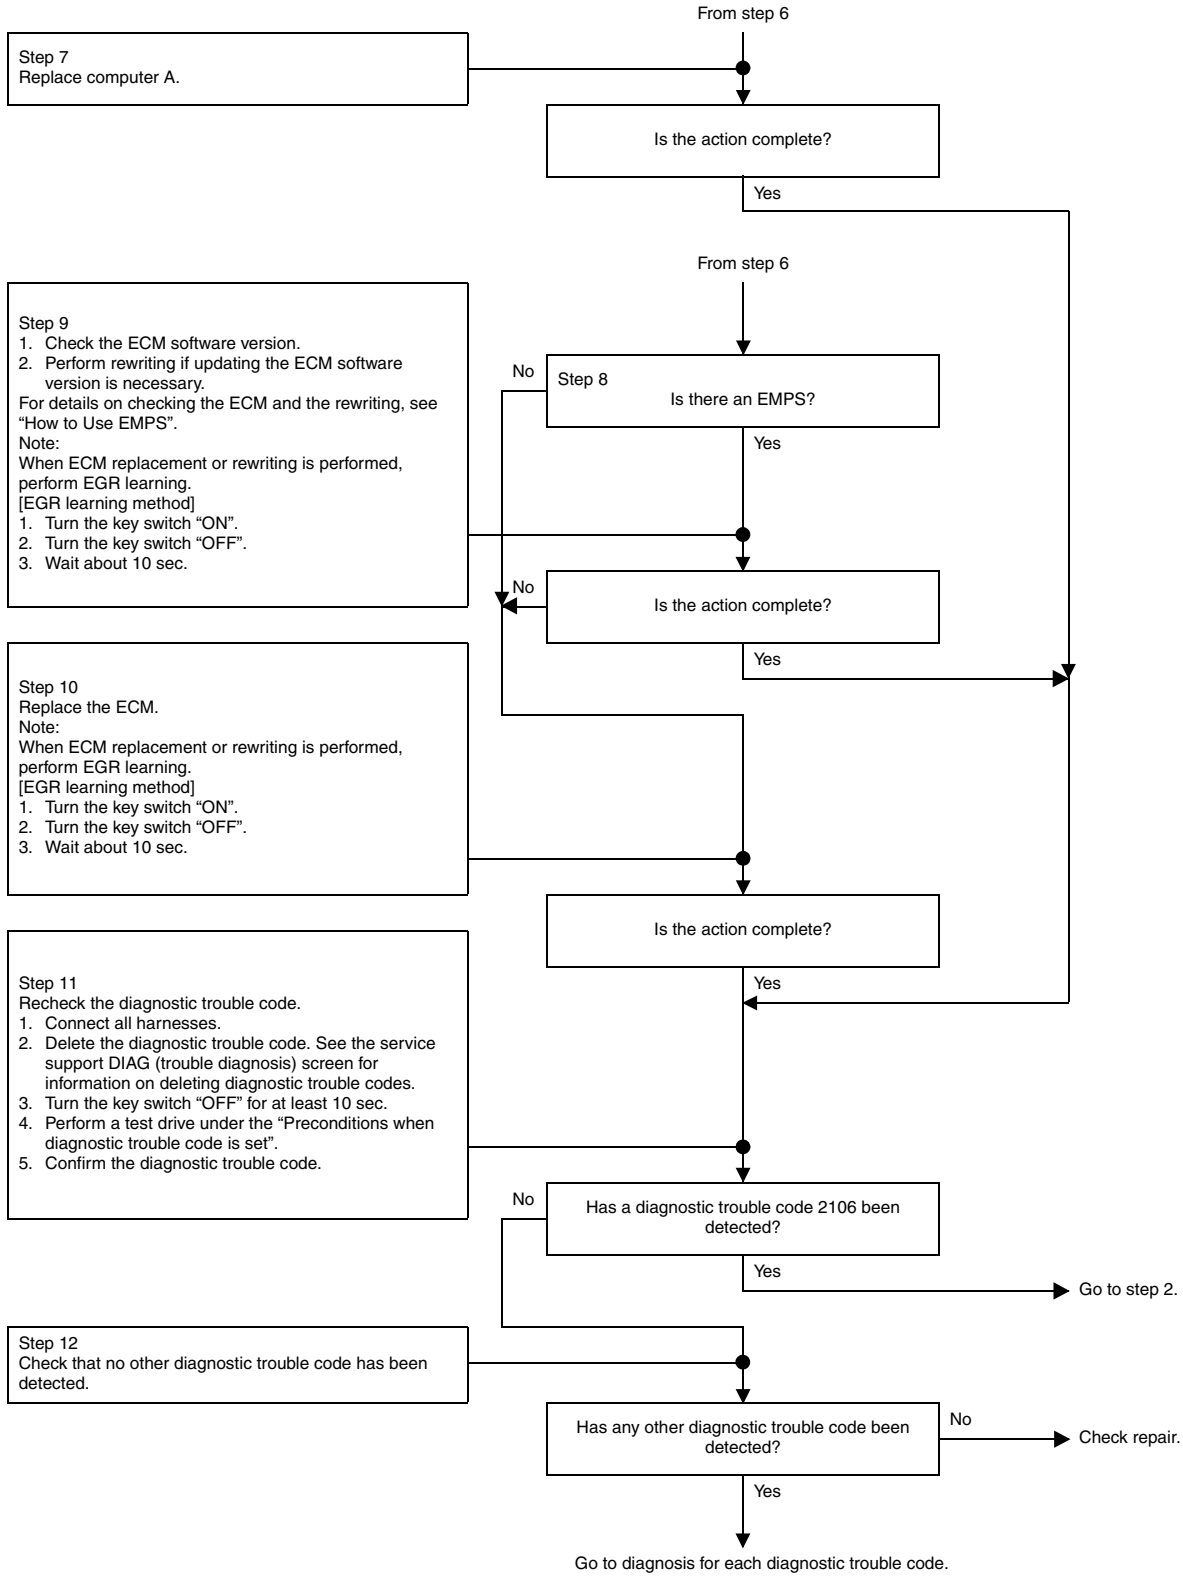 From step 6
Step 7
Replace computer A.
Is the action complete?
Yes
From step 6
Step 9
1. Check the ECM software version.
2. Perform rewriting if updating the ECM software
version is necessary.
For details on checking the ECM and the rewriting, see
“How to Use EMPS”.
Note:
When ECM replacement or rewriting is performed,
perform EGR learning.
[EGR learning method]
1. Turn the key switch “ON”.
2. Turn the key switch “OFF”.
3. Wait about 10 sec.
No
Step 8
Is there an EMPS?
Yes
No
Is the action complete?
Yes
Step 10
Replace the ECM.
Note:
When ECM replacement or rewriting is performed,
perform EGR learning.
[EGR learning method]
1. Turn the key switch “ON”.
2. Turn the key switch “OFF”.
3. Wait about 10 sec.
Is the action complete?
Yes
Step 11
Recheck the diagnostic trouble code.
1. Connect all harnesses.
2. Delete the diagnostic trouble code. See the service
support DIAG (trouble diagnosis) screen for
information on deleting diagnostic trouble codes.
3. Turn the key switch “OFF” for at least 10 sec.
4. Perform a test drive under the “Preconditions when
diagnostic trouble code is set”.
5. Confirm the diagnostic trouble code.
No
Has a diagnostic trouble code 2106 been
detected?
Yes
Go to step 2.
Step 12
Check that no other diagnostic trouble code has been
detected.
Has any other diagnostic trouble code been
detected?
No
Check repair.
Yes
Go to diagnosis for each diagnostic trouble code.